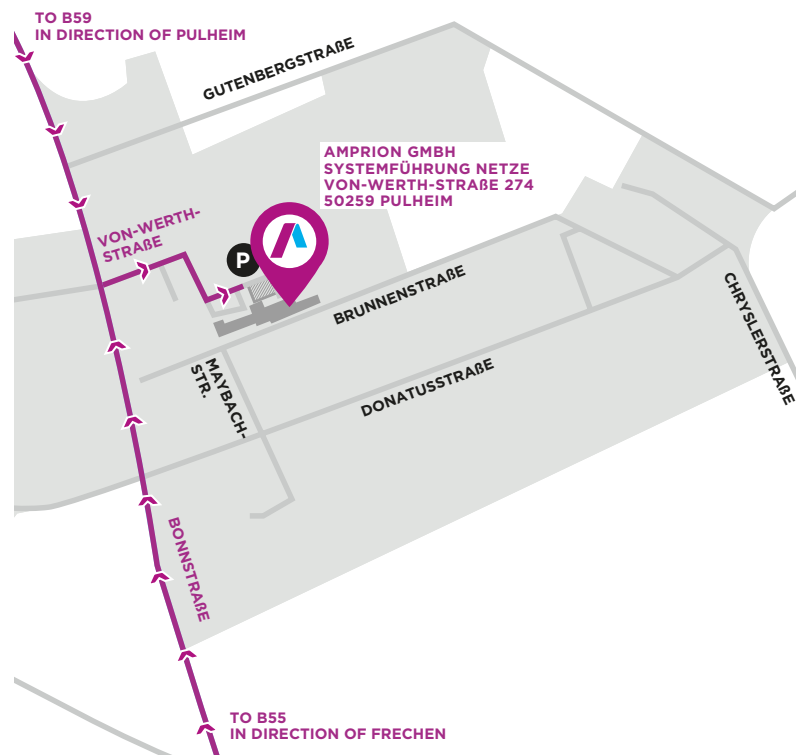 TO B59
IN DIRECTION OF PULHEIM
GUTENBERGSTRAßE
AMPRION GMBH
SYSTEMFÜHRUNG NETZE
VON-WERTH-STRAßE 274
50259 PULHEIM
VON-WERTH-
STRAßE
P
BRUNNENSTRAßE
CHRYSLERSTRAßE
MAYBACH-
STR.
DONATUSSTRAßE
BONNSTRAßE
TO B55
IN DIRECTION OF FRECHEN